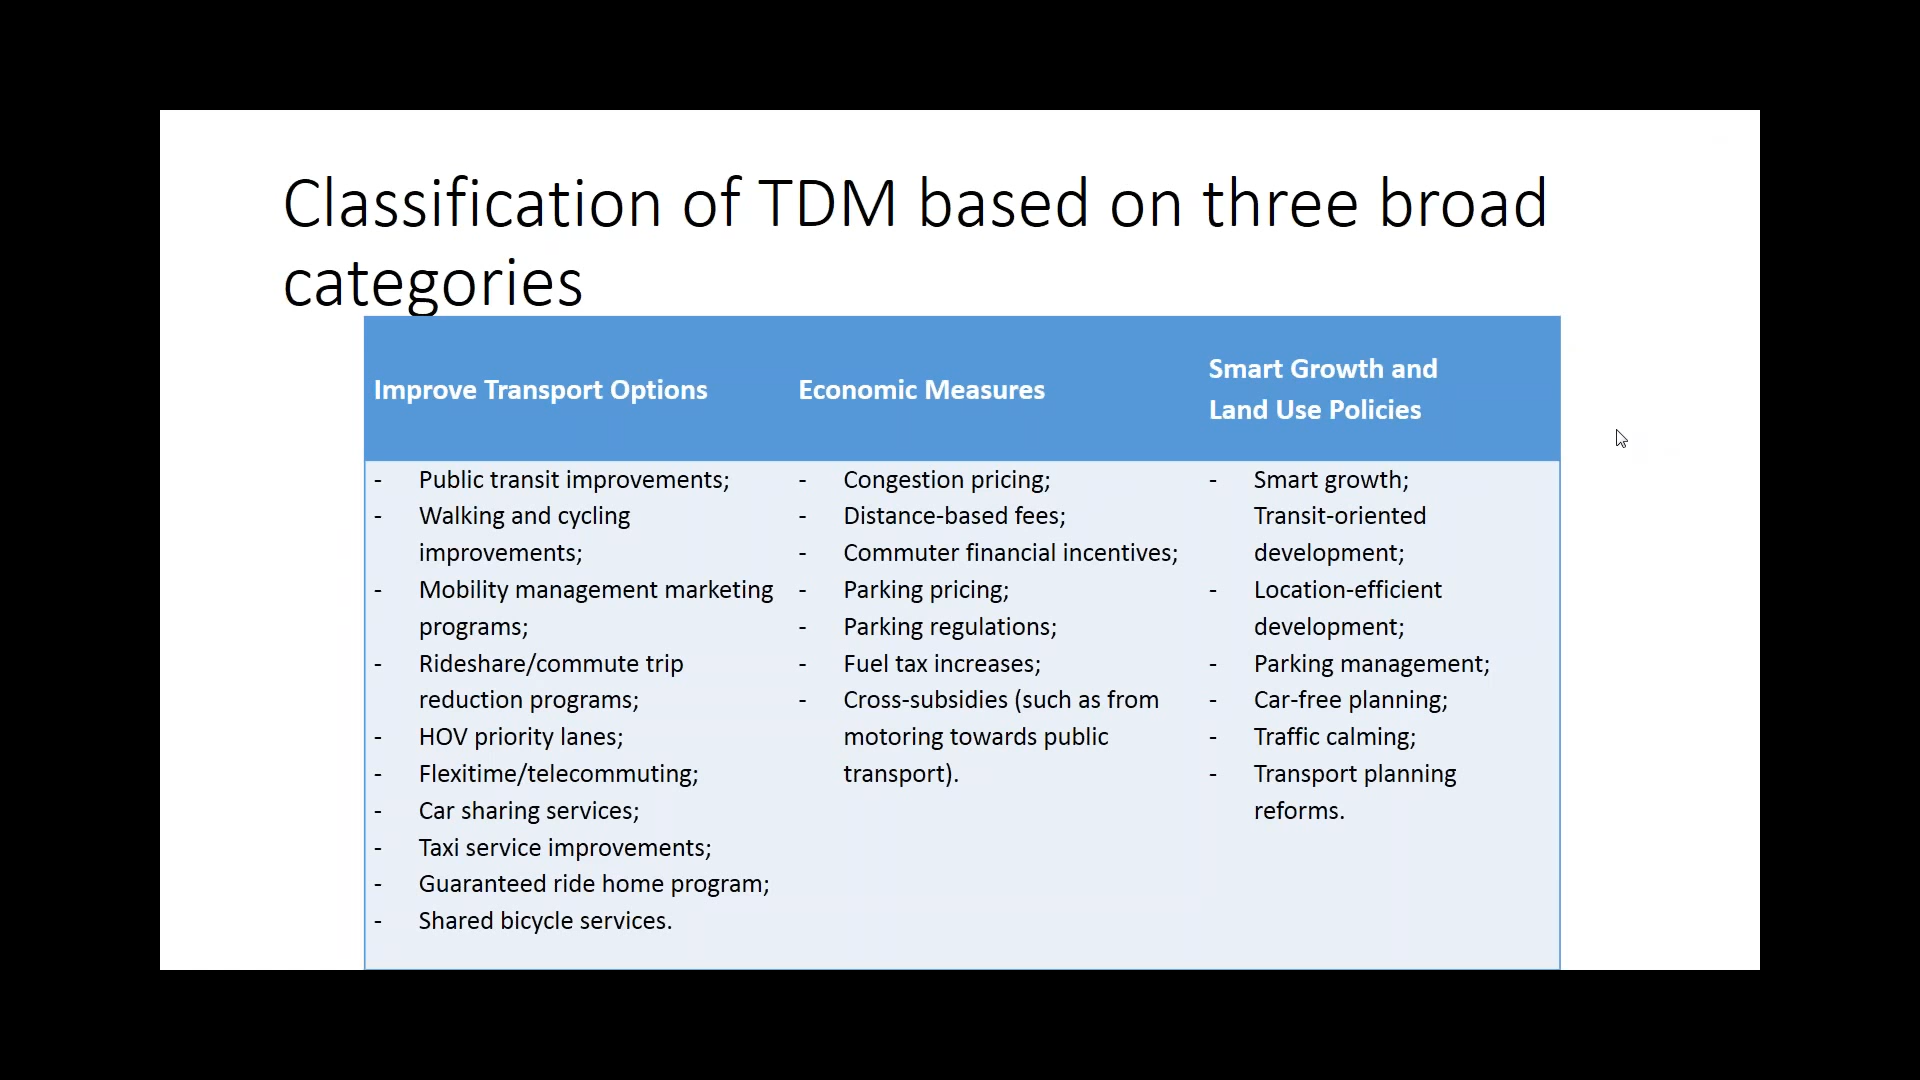 Classification of TDM based on three broad
categories
Improve Transport Options
Economic Measures
Smart Growth and
Land Use Policies
- Public transit improvements;
- Walking and cycling
improvements;
- Mobility management marketing
programs;
- Rideshare/commute trip
reduction programs;
- HOV priority lanes;
- Flexitime/telecommuting;
- Car sharing services;
- Taxi service improvements;
- Guaranteed ride home program;
- Shared bicycle services.
- Congestion pricing;
- Distance-based fees;
- Commuter financial incentives;
- Parking pricing;
- Parking regulations;
- Fuel tax increases;
- Cross-subsidies (such as from
motoring towards public
transport).
- Smart growth;
Transit-oriented
development;
- Location-efficient
development;
- Parking management;
- Car-free planning;
- Traffic calming;
- Transport planning
reforms.